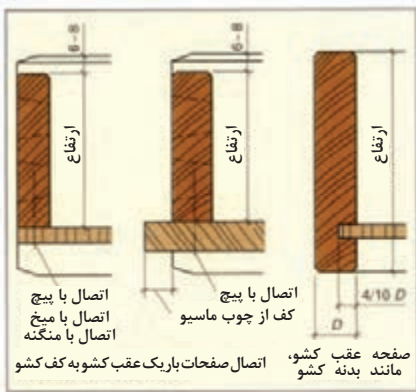 6-8
6-8
ارتفاع
ارتفاع
ارتفاع
4/10 D
D
اتصال با پیچ
کف از چوب ماسیو
اتصال با پیچ
اتصال با میخ
اتصال با منگنه
صفحه عقب کشو،
مانند بدنه کشو
اتصال صفحات باریک عقب کشو به کف کشو